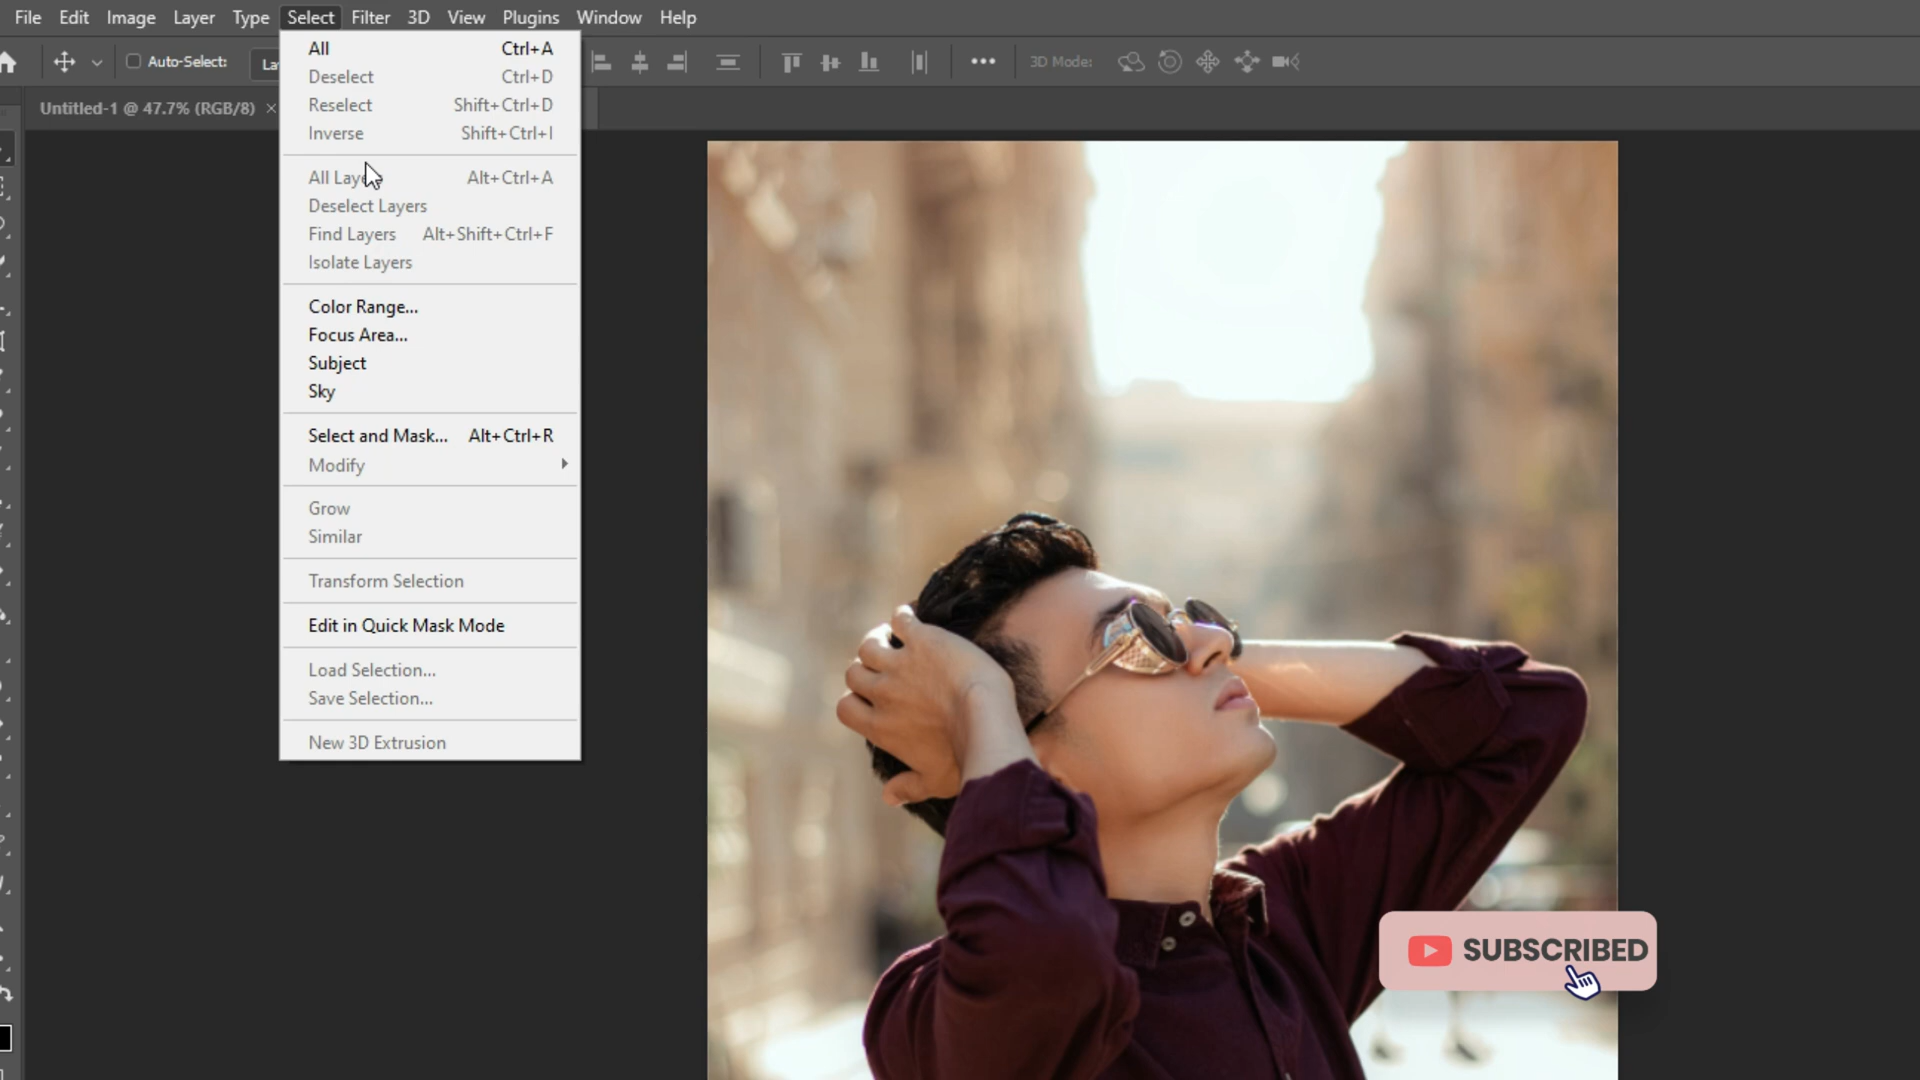 File Edit Image Layer Type Select Filter 3D View Plugins Window Help
Auto-Select: 3D Mode:
Untitled-1 @ 47.7% (RGB/8) ×
All Ctrl+A
Deselect Ctrl+D
Reselect Shift+Ctrl+D
Inverse Shift+Ctrl+I
All Layers Alt+Ctrl+A
Deselect Layers
Find Layers Alt+Shift+Ctrl+F
Isolate Layers
Color Range...
Focus Area...
Subject
Sky
Select and Mask... Alt+Ctrl+R
Modify
Grow
Similar
Transform Selection
Edit in Quick Mask Mode
Load Selection...
Save Selection...
New 3D Extrusion
SUBSCRIBED